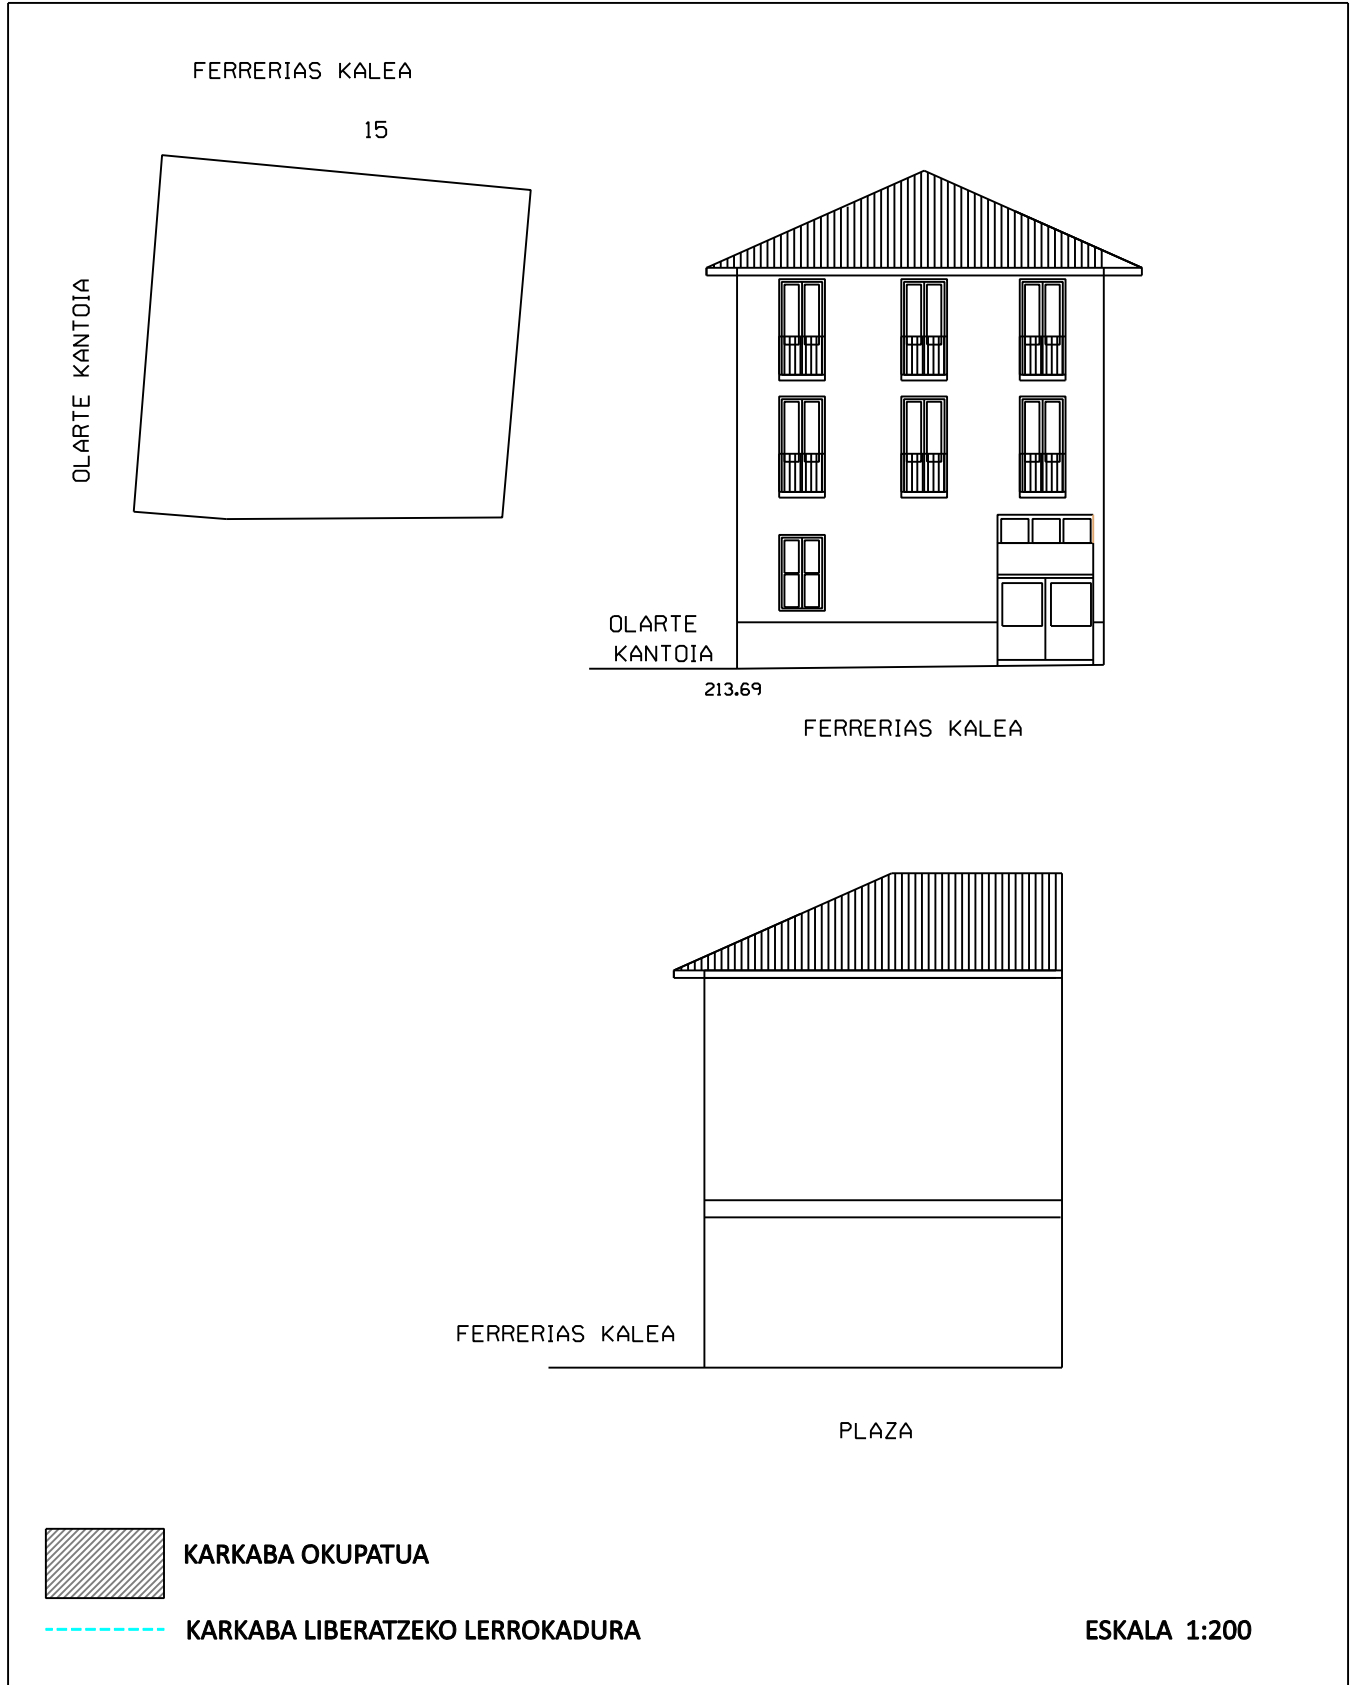 FERRERIAS KALEA
15
OLARTE KANTOIA
OLARTE
KANTOIA
213.69
FERRERIAS KALEA
FERRERIAS KALEA
PLAZA
KARKABA OKUPATUA
KARKABA LIBERATZEKO LERROKADURA
ESKALA 1:200